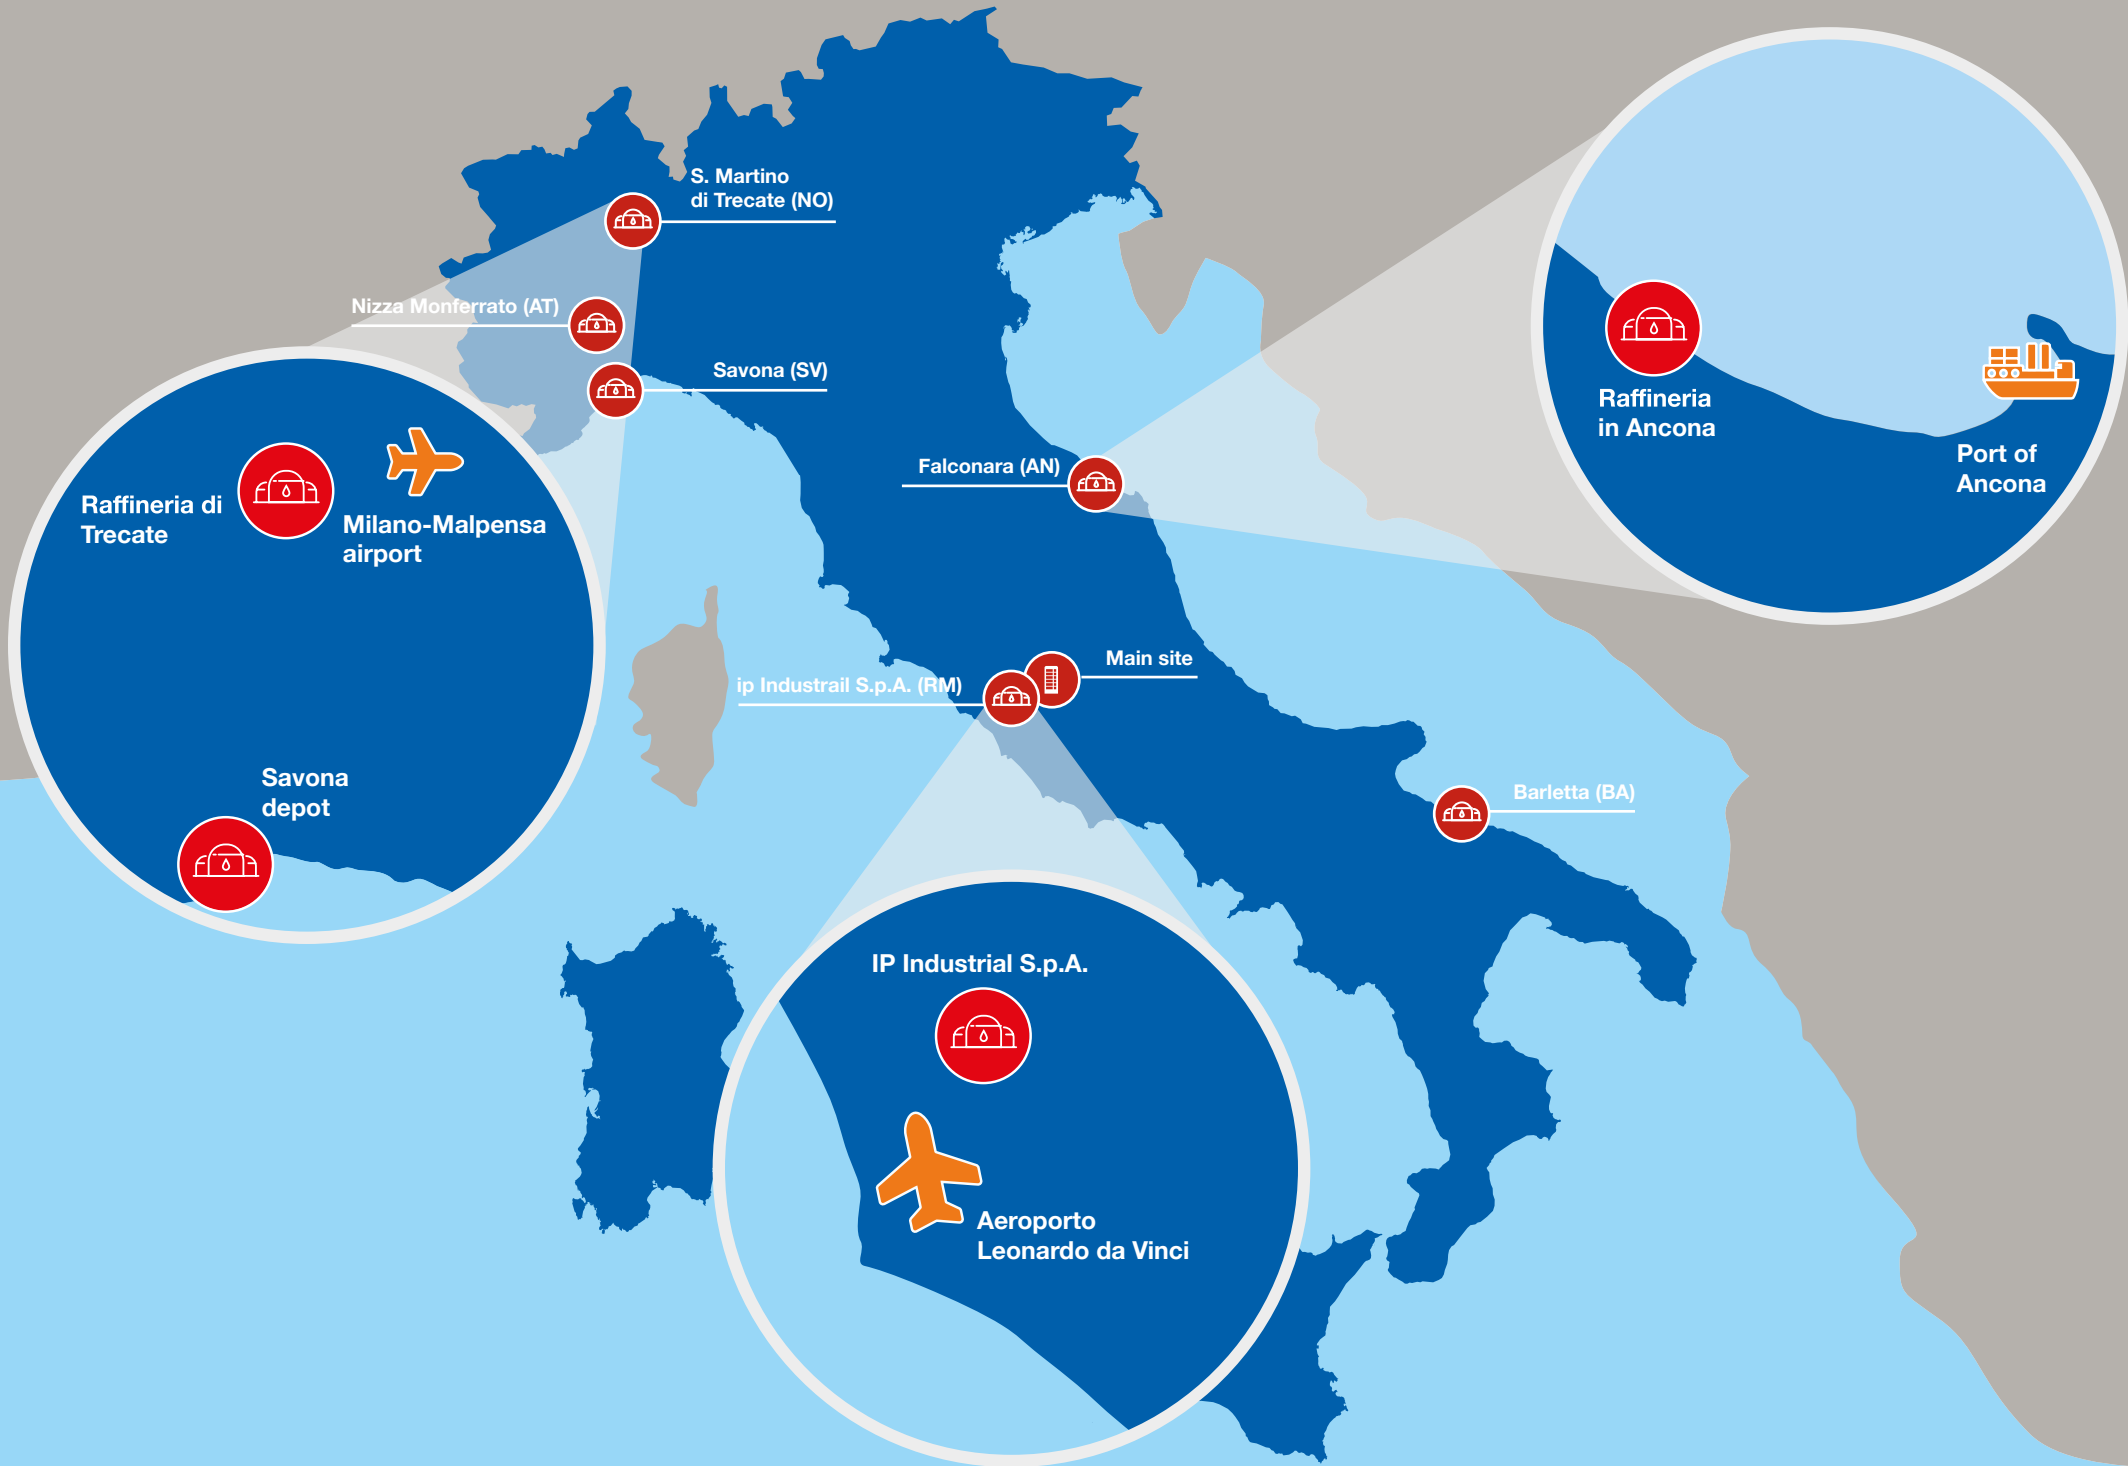 S. Martino
di Trecate (NO)
Nizza Monferrato (AT)
Savona (SV)
Raffineria di
Trecate
Milano-Malpensa
airport
Savona
depot
Falconara (AN)
Raffineria
in Ancona
Port of
Ancona
Main site
ip Industrail S.p.A. (RM)
Barletta (BA)
IP Industrial S.p.A.
Aeroporto
Leonardo da Vinci